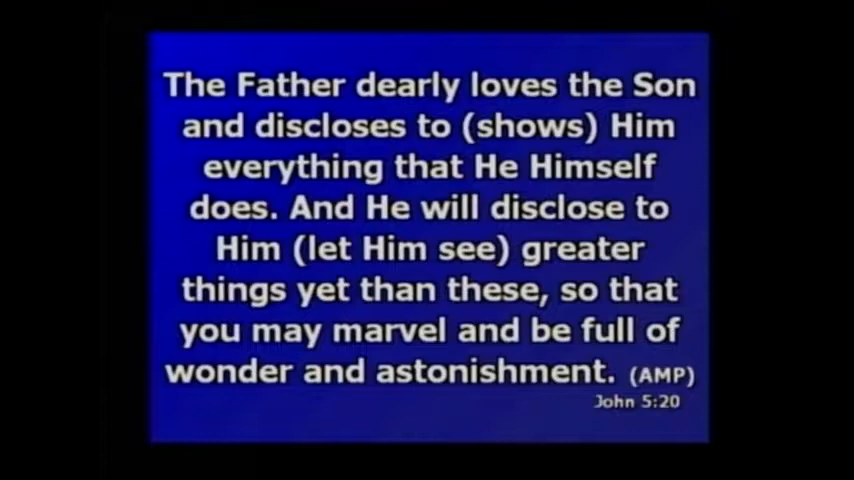 The Father dearly loves the Son
and discloses to (shows) Him
everything that He Himself
does. And He will disclose to
Him (let Him see) greater
things yet than these, so that
you may marvel and be full of
wonder and astonishment. (AMP)
John 5:20